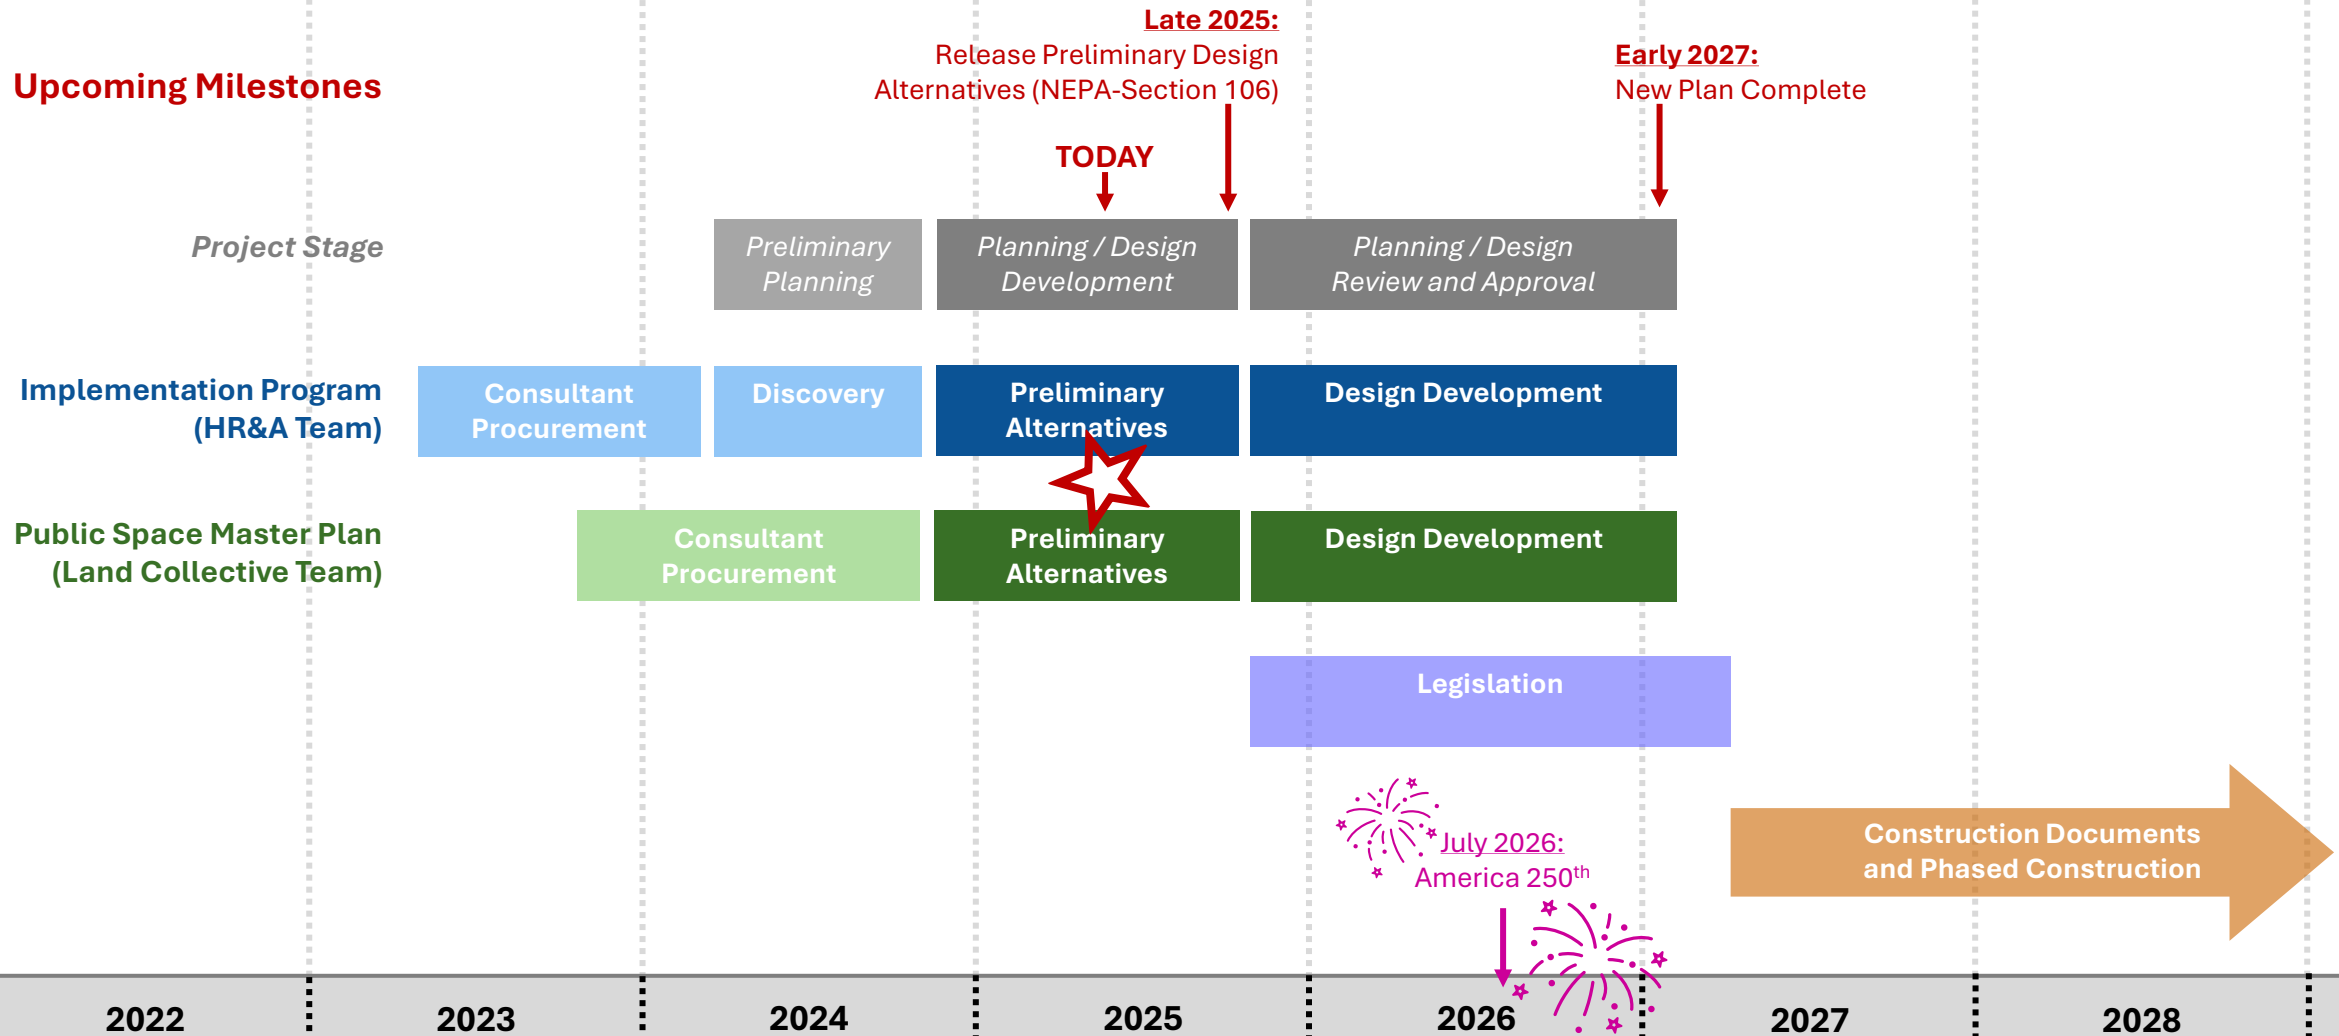 Late 2025:
Release Preliminary Design
Alternatives (NEPA-Section 106)
Early 2027:
New Plan Complete
Upcoming Milestones
TODAY
Project Stage
Preliminary
Planning
Planning / Design
Development
Planning / Design
Review and Approval
Implementation Program
(HR&A Team)
Consultant
Procurement
Discovery
Preliminary
Alternatives
Design Development
Public Space Master Plan
(Land Collective Team)
Consultant
Procurement
Preliminary
Alternatives
Design Development
Legislation
Construction Documents
and Phased Construction
July 2026:
America 250th
2022
2023
2024
2025
2026
2027
2028